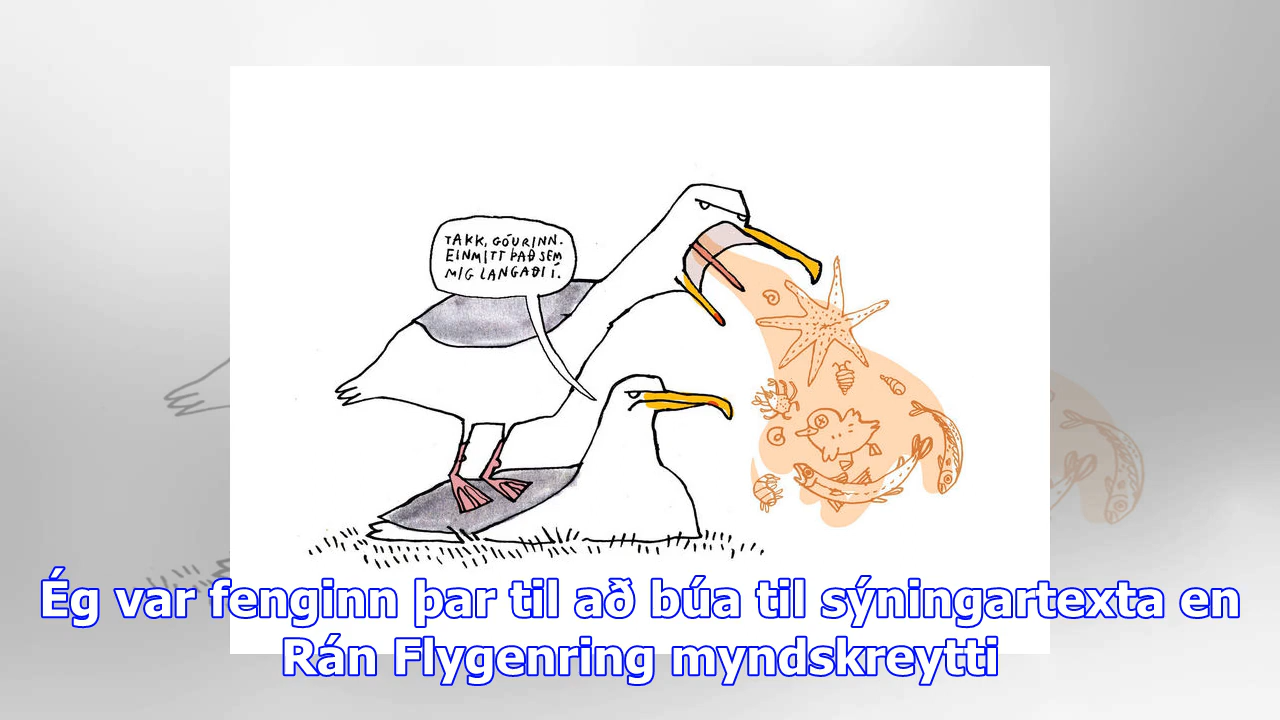 TAKK, GÓURINN.
EINMITT ÞAÐ SEM
MIG LANGAÐI Í.
Ég var fenginn þar til að búa til sýningartexta en
Rán Flygenring myndskreytti